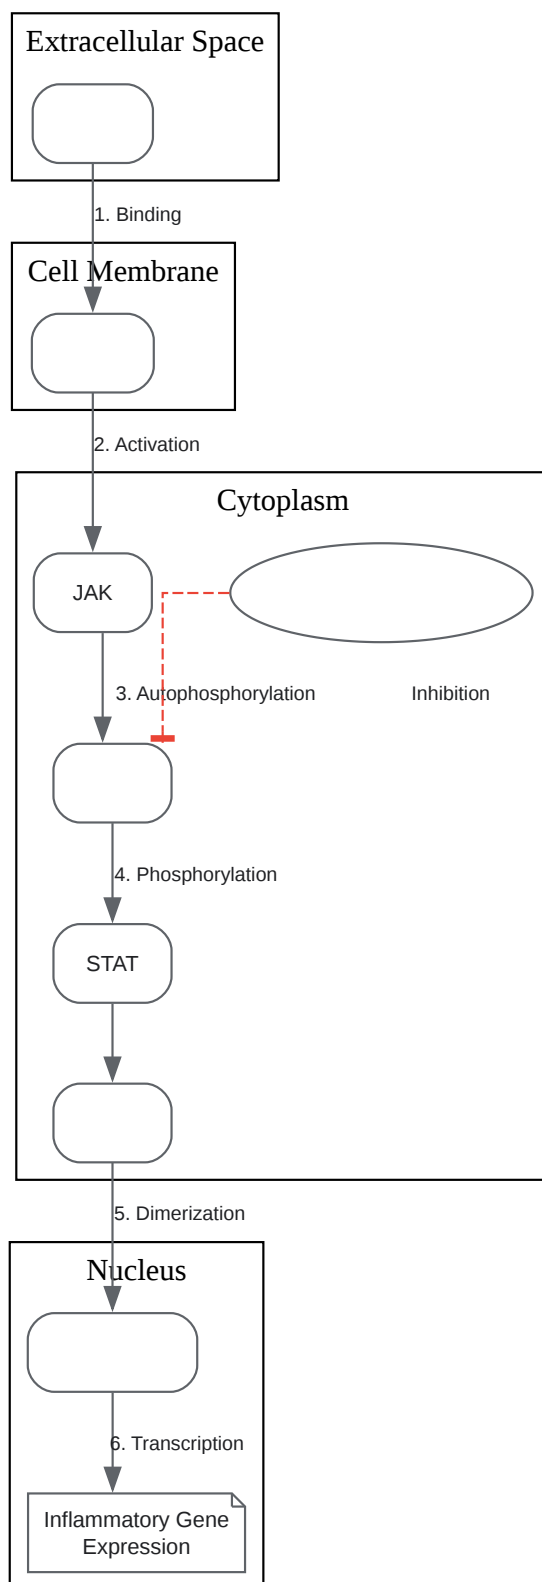 Extracellular Space
1. Binding
Cell Membrane
2. Activation
Cytoplasm
JAK
3. Autophosphorylation
Inhibition
4. Phosphorylation
STAT
5. Dimerization
Nucleus
6. Transcription
Inflammatory Gene
Expression